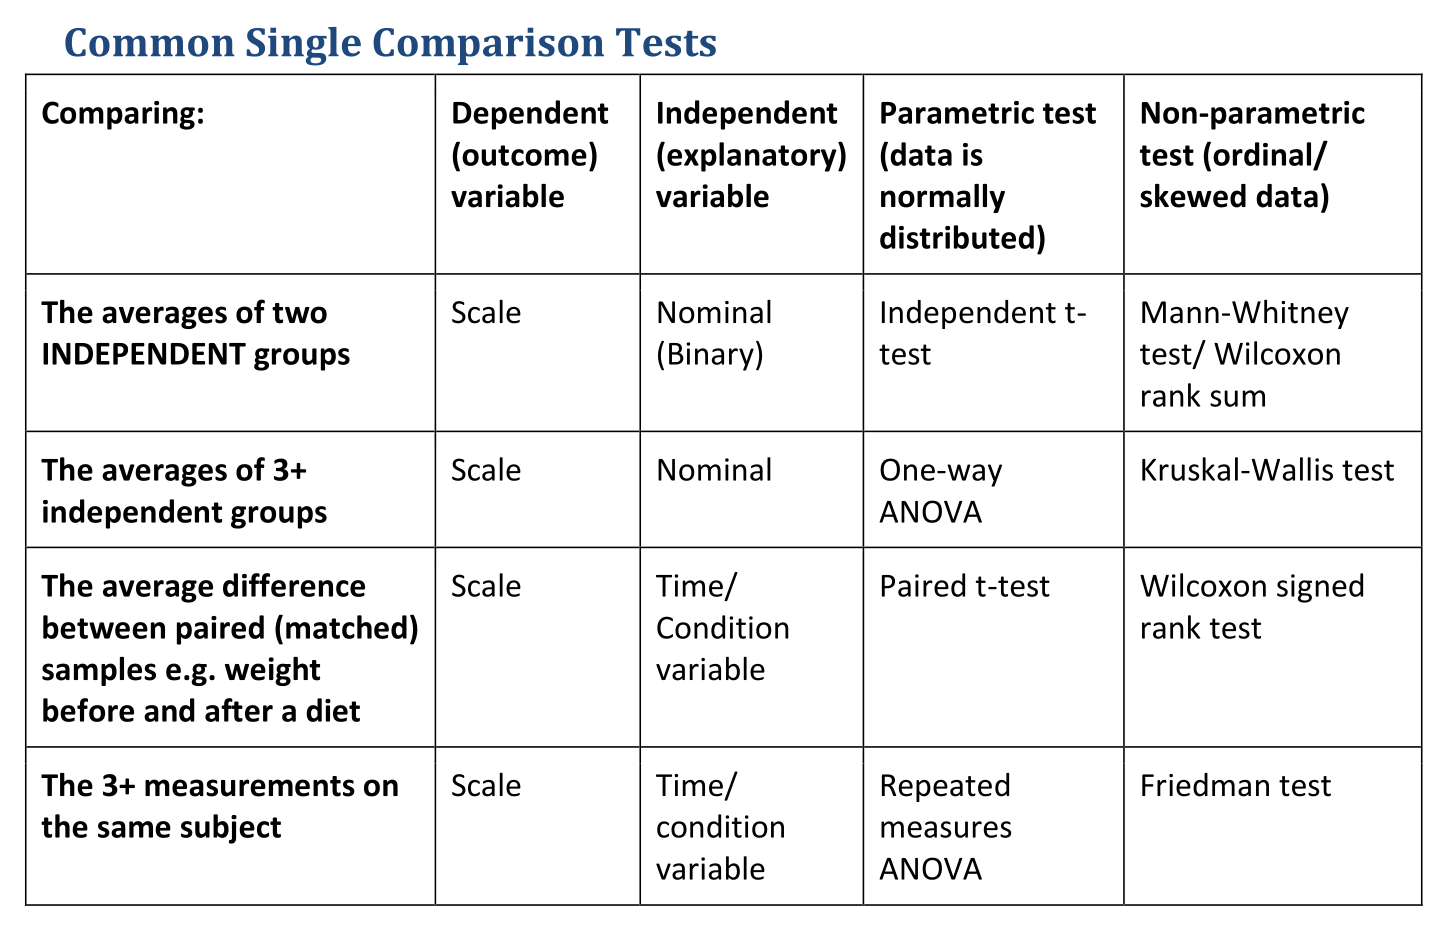 Common Single Comparison Tests
Comparing:
Dependent
(outcome)
variable
Independent
(explanatory)
variable
Parametric test
(data is
normally
distributed)
Non-parametric
test (ordinal/
skewed data)
The averages of two
INDEPENDENT groups
Scale
Nominal
(Binary)
Independent t-
test
Mann-Whitney
test/ Wilcoxon
rank sum
The averages of 3+
independent groups
Scale
Nominal
One-way
ANOVA
Kruskal-Wallis test
The average difference
between paired (matched)
samples e.g. weight
before and after a diet
Scale
Time/
Condition
variable
Paired t-test
Wilcoxon signed
rank test
The 3+ measurements on
the same subject
Scale
Time/
condition
variable
Repeated
measures
ANOVA
Friedman test